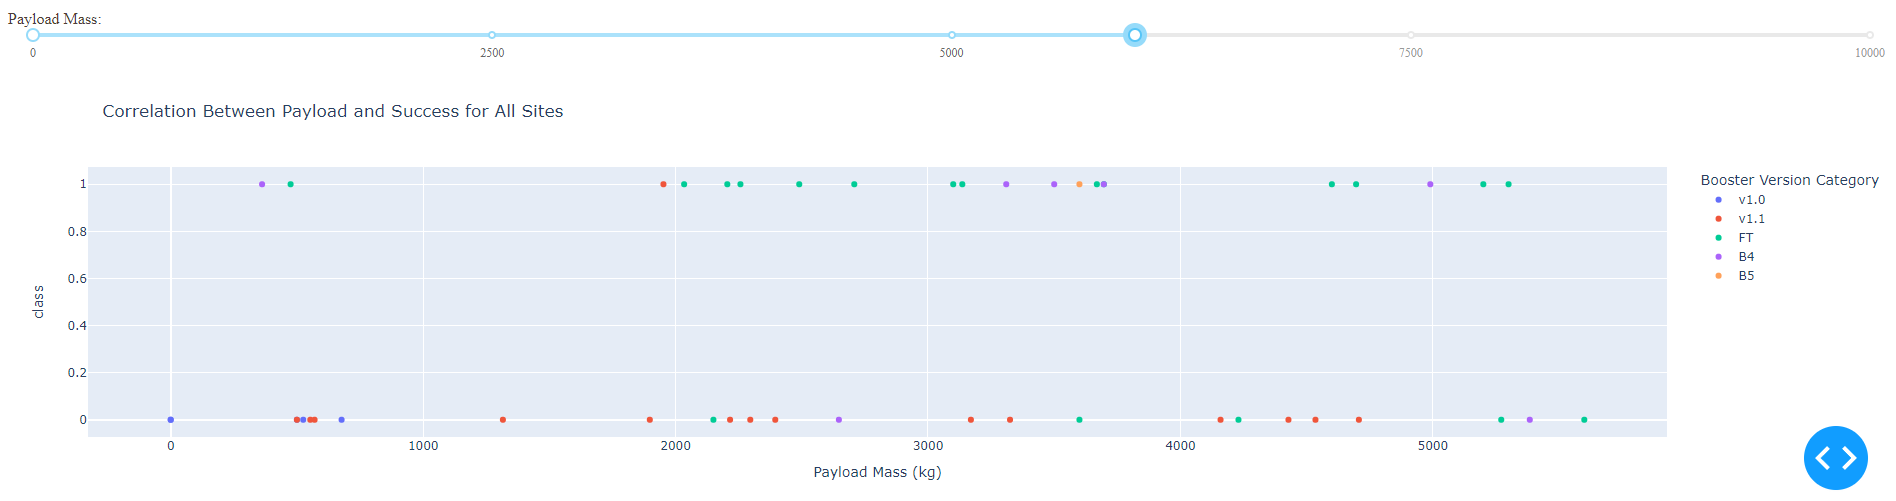 Payload Mass:
0 2500 5000 7500 10000
Correlation Between Payload and Success for All Sites
1
0.8
0.6
0.4
0.2
0
class
0 1000 2000 3000 4000 5000
Payload Mass (kg)
Booster Version Category
v1.0
v1.1
FT
B4
B5